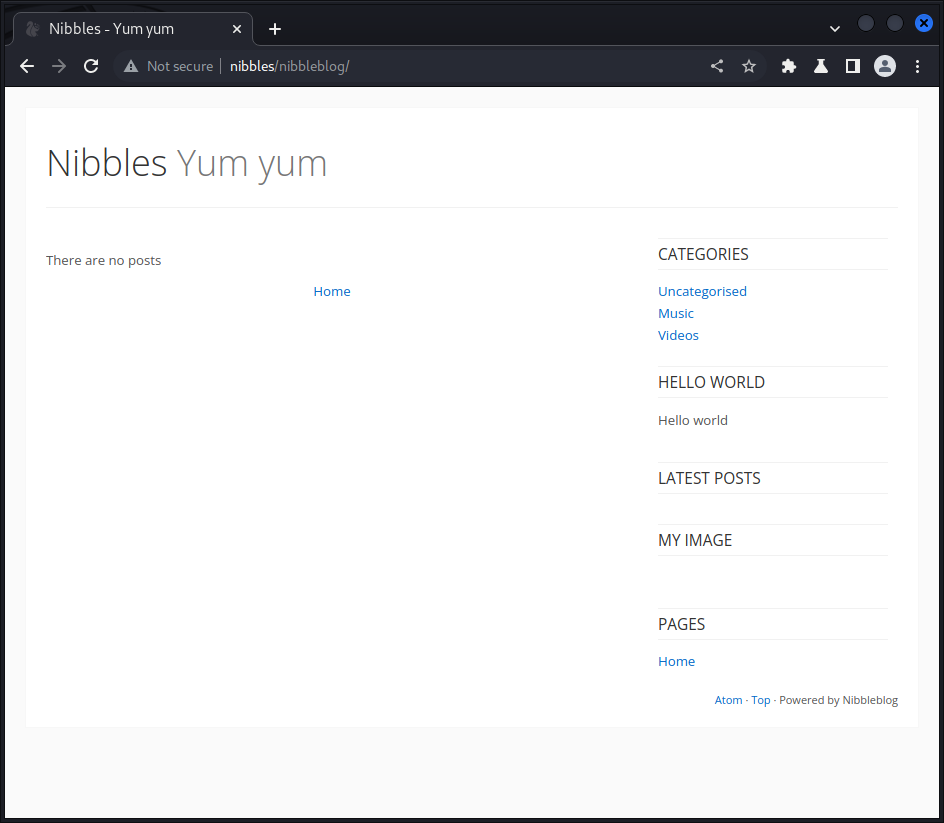 Nibbles - Yum yum
Not secure nibbles/nibbleblog/
Nibbles Yum yum
There are no posts
Home
CATEGORIES
Uncategorised
Music
Videos
HELLO WORLD
Hello world
LATEST POSTS
MY IMAGE
PAGES
Home
Atom · Top · Powered by Nibbleblog